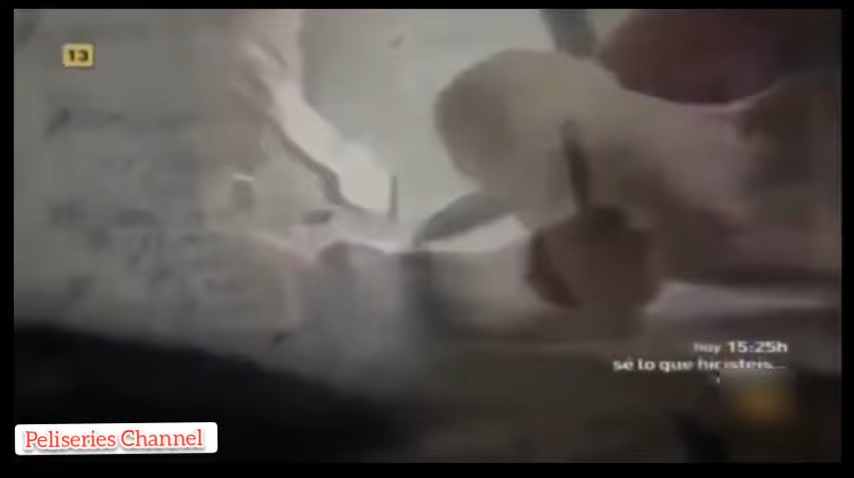 13
hoy 15:25h
sé lo que hicisteis...
Peliseries Channel